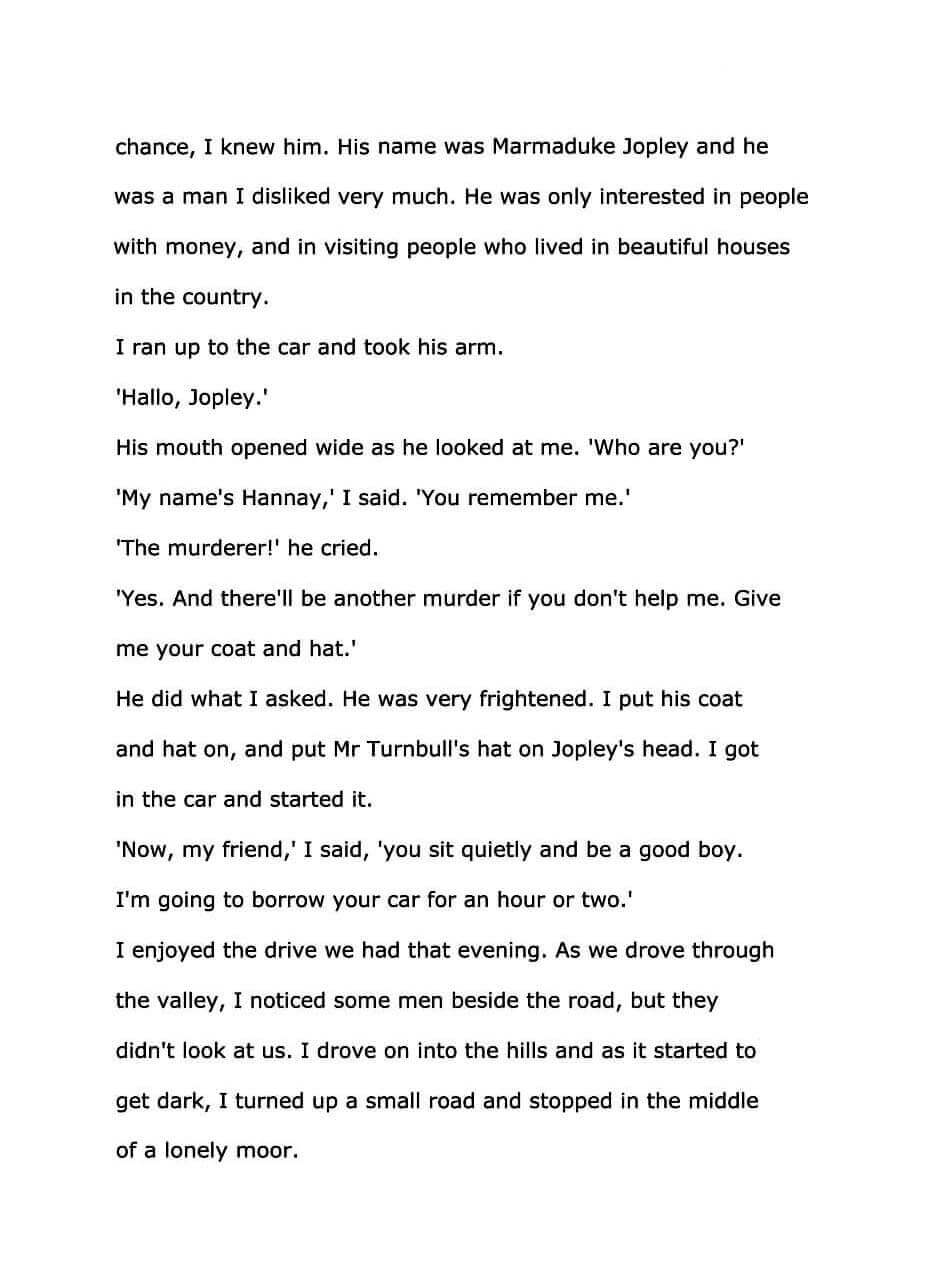 chance, I knew him. His name was Marmaduke Jopley and he
was a man I disliked very much. He was only interested in people
with money, and in visiting people who lived in beautiful houses
in the country.
I ran up to the car and took his arm.
'Hallo, Jopley.'
His mouth opened wide as he looked at me. 'Who are you?'
'My name's Hannay,' I said. 'You remember me.'
'The murderer!' he cried.
'Yes. And there'll be another murder if you don't help me. Give
me your coat and hat.'
He did what I asked. He was very frightened. I put his coat
and hat on, and put Mr Turnbull's hat on Jopley's head. I got
in the car and started it.
'Now, my friend,' I said, 'you sit quietly and be a good boy.
I'm going to borrow your car for an hour or two.'
I enjoyed the drive we had that evening. As we drove through
the valley, I noticed some men beside the road, but they
didn't look at us. I drove on into the hills and as it started to
get dark, I turned up a small road and stopped in the middle
of a lonely moor.